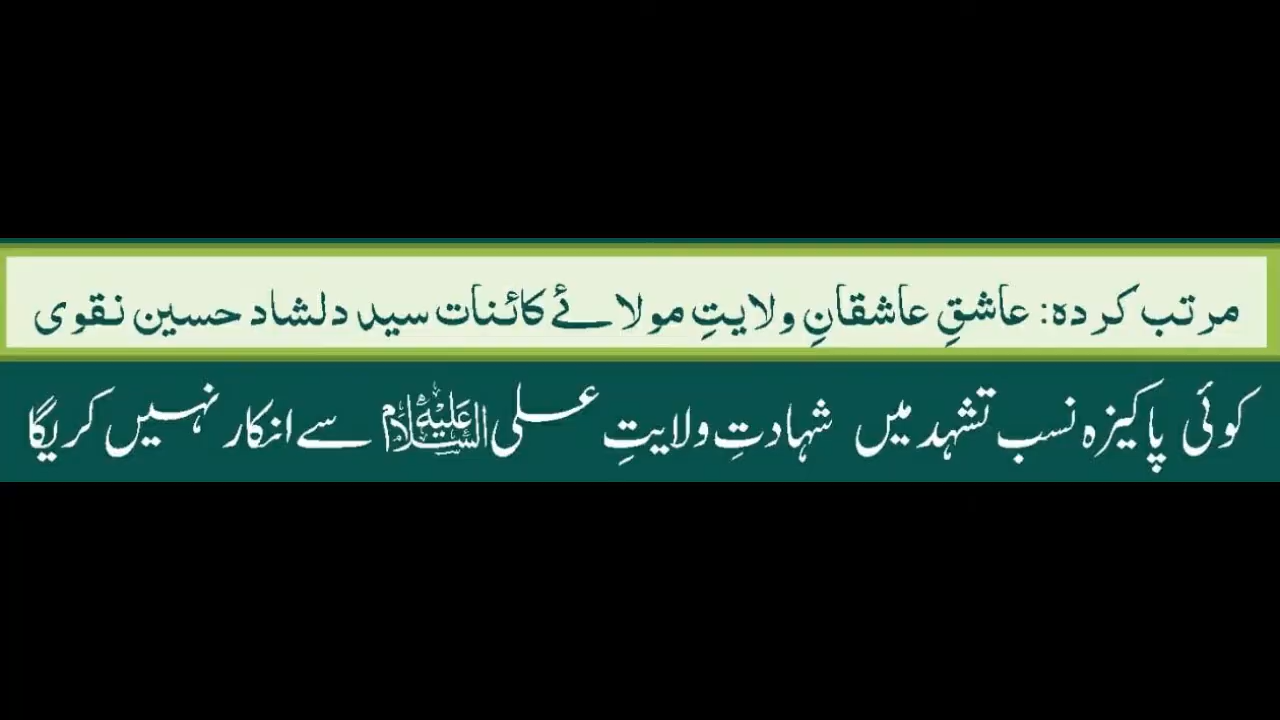 مرتب کردہ: عاشقِ عاشقانِ ولایتِ مولائے کائنات سید دلشاد حسین نقوی
کوئی پاکیزہ نسب تشہد میں شہادتِ ولایتِ علی علیہ السلام سے انکار نہیں کریگا